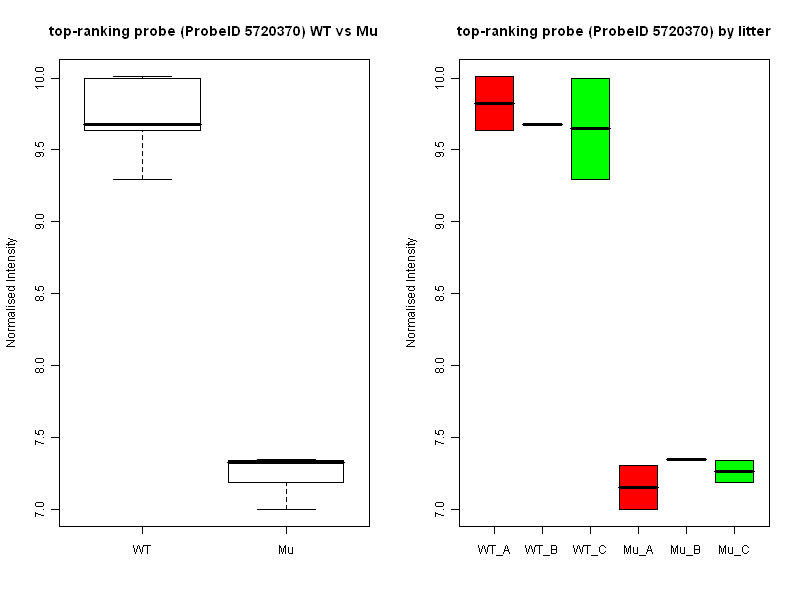 top-ranking probe (ProbeID 5720370) WT vs Mu
Normalised Intensity
10.0
9.5
9.0
8.5
8.0
7.5
7.0
WT Mu
top-ranking probe (ProbeID 5720370) by litter
Normalised Intensity
10.0
9.5
9.0
8.5
8.0
7.5
7.0
WT_A WT_B WT_C Mu_A Mu_B Mu_C